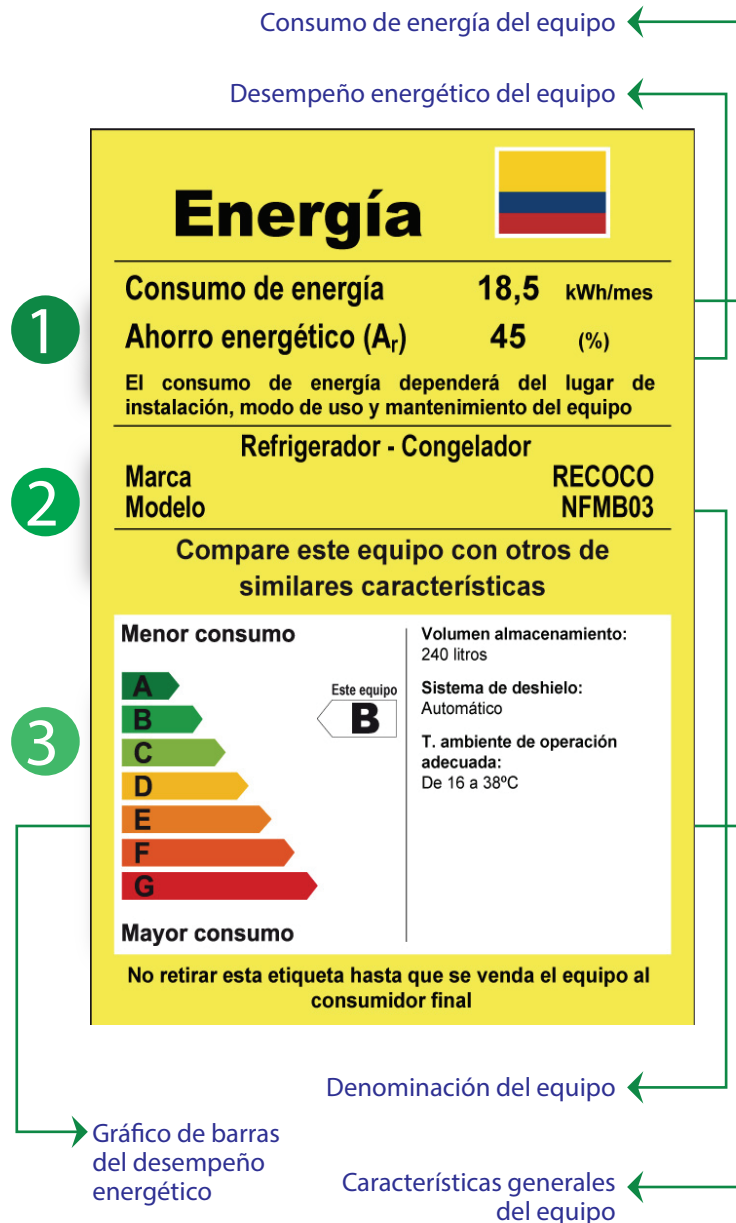 Consumo de energía del equipo
Desempeño energético del equipo
Energía
1
Consumo de energía 18,5 kWh/mes
Ahorro energético (Ar) 45 (%)
El consumo de energía dependerá del lugar de
instalación, modo de uso y mantenimiento del equipo
2
Refrigerador - Congelador
Marca RECOCO
Modelo NFMB03
Compare este equipo con otros de
similares características
3
Menor consumo
A
B
C
D
E
F
G
Mayor consumo
Este equipo
B
Volumen almacenamiento:
240 litros
Sistema de deshielo:
Automático
T. ambiente de operación
adecuada:
De 16 a 38ºC
No retirar esta etiqueta hasta que se venda el equipo al
consumidor final
Denominación del equipo
Gráfico de barras
del desempeño
energético
Características generales
del equipo